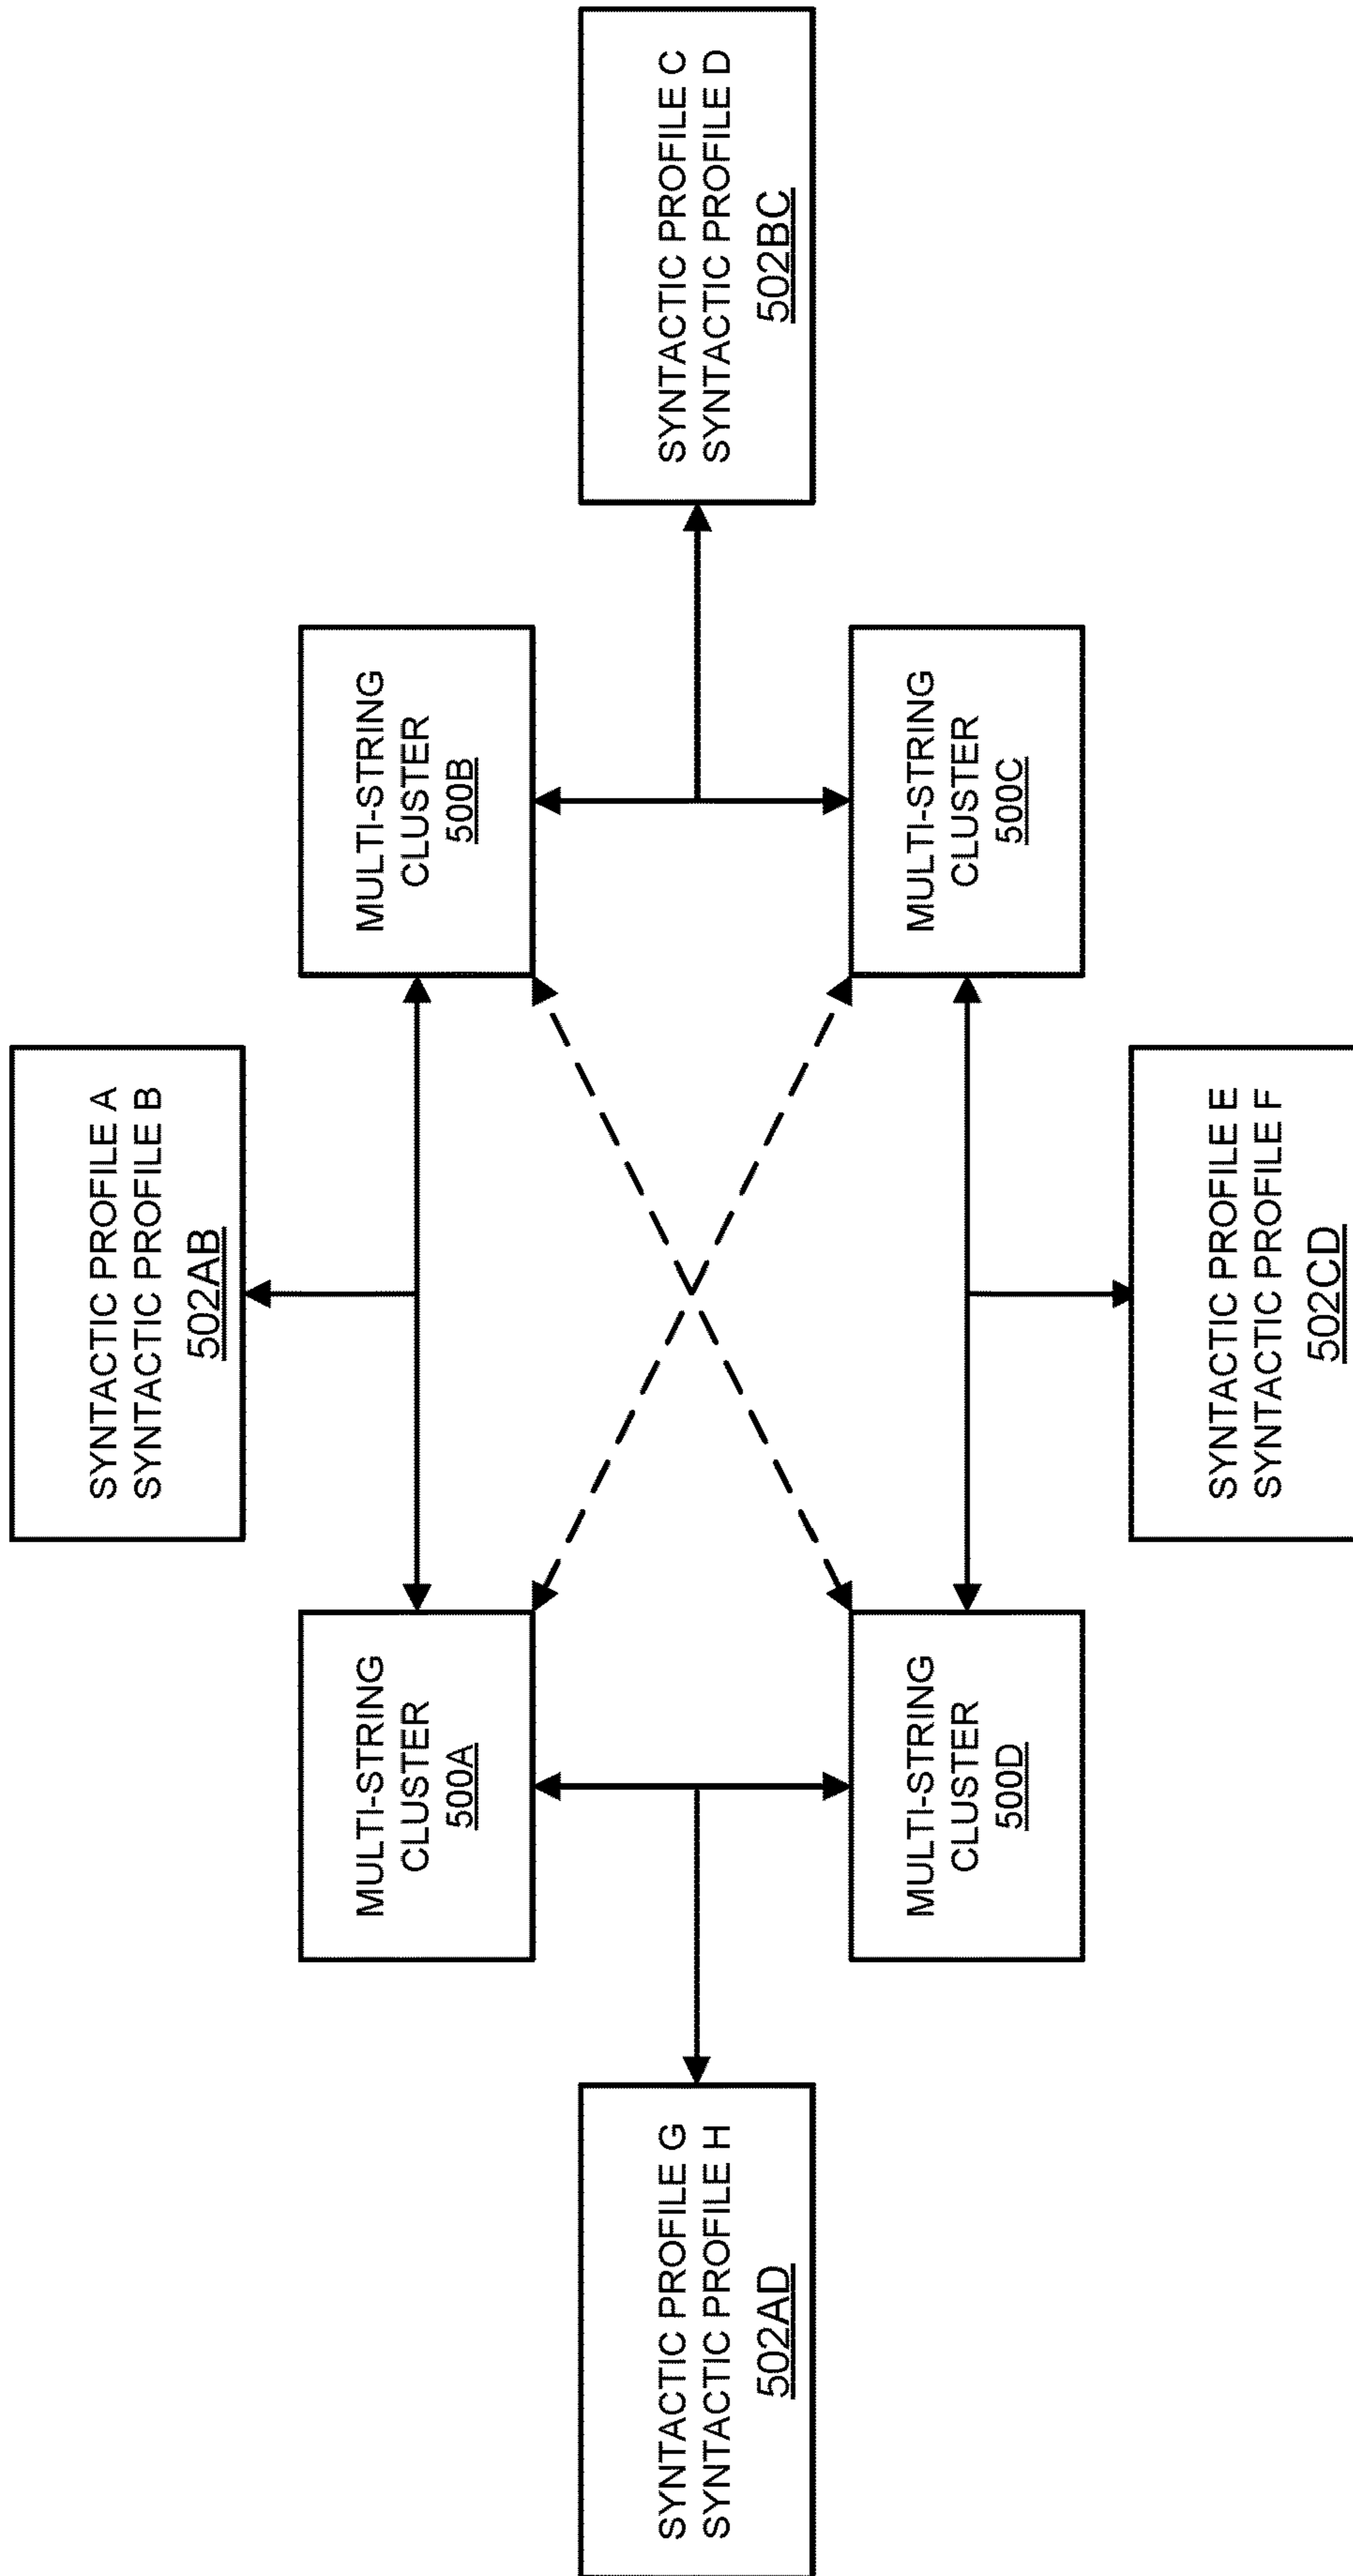 SYNTACTIC PROFILE A
SYNTACTIC PROFILE B
502AB
MULTI-STRING
CLUSTER
500A
MULTI-STRING
CLUSTER
500B
SYNTACTIC PROFILE G
SYNTACTIC PROFILE H
502AD
SYNTACTIC PROFILE C
SYNTACTIC PROFILE D
502BC
MULTI-STRING
CLUSTER
500D
MULTI-STRING
CLUSTER
500C
SYNTACTIC PROFILE E
SYNTACTIC PROFILE F
502CD